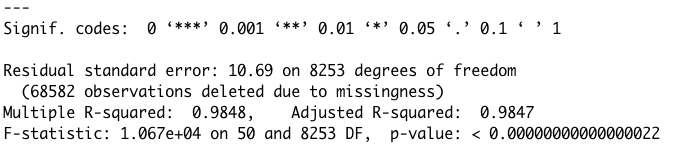 ---
Signif. codes:  0 ‘***’ 0.001 ‘**’ 0.01 ‘*’ 0.05 ‘.’ 0.1 ‘ ’ 1
Residual standard error: 10.69 on 8253 degrees of freedom
  (68582 observations deleted due to missingness)
Multiple R-squared:  0.9848,    Adjusted R-squared:  0.9847
F-statistic: 1.067e+04 on 50 and 8253 DF,  p-value: < 0.00000000000000022